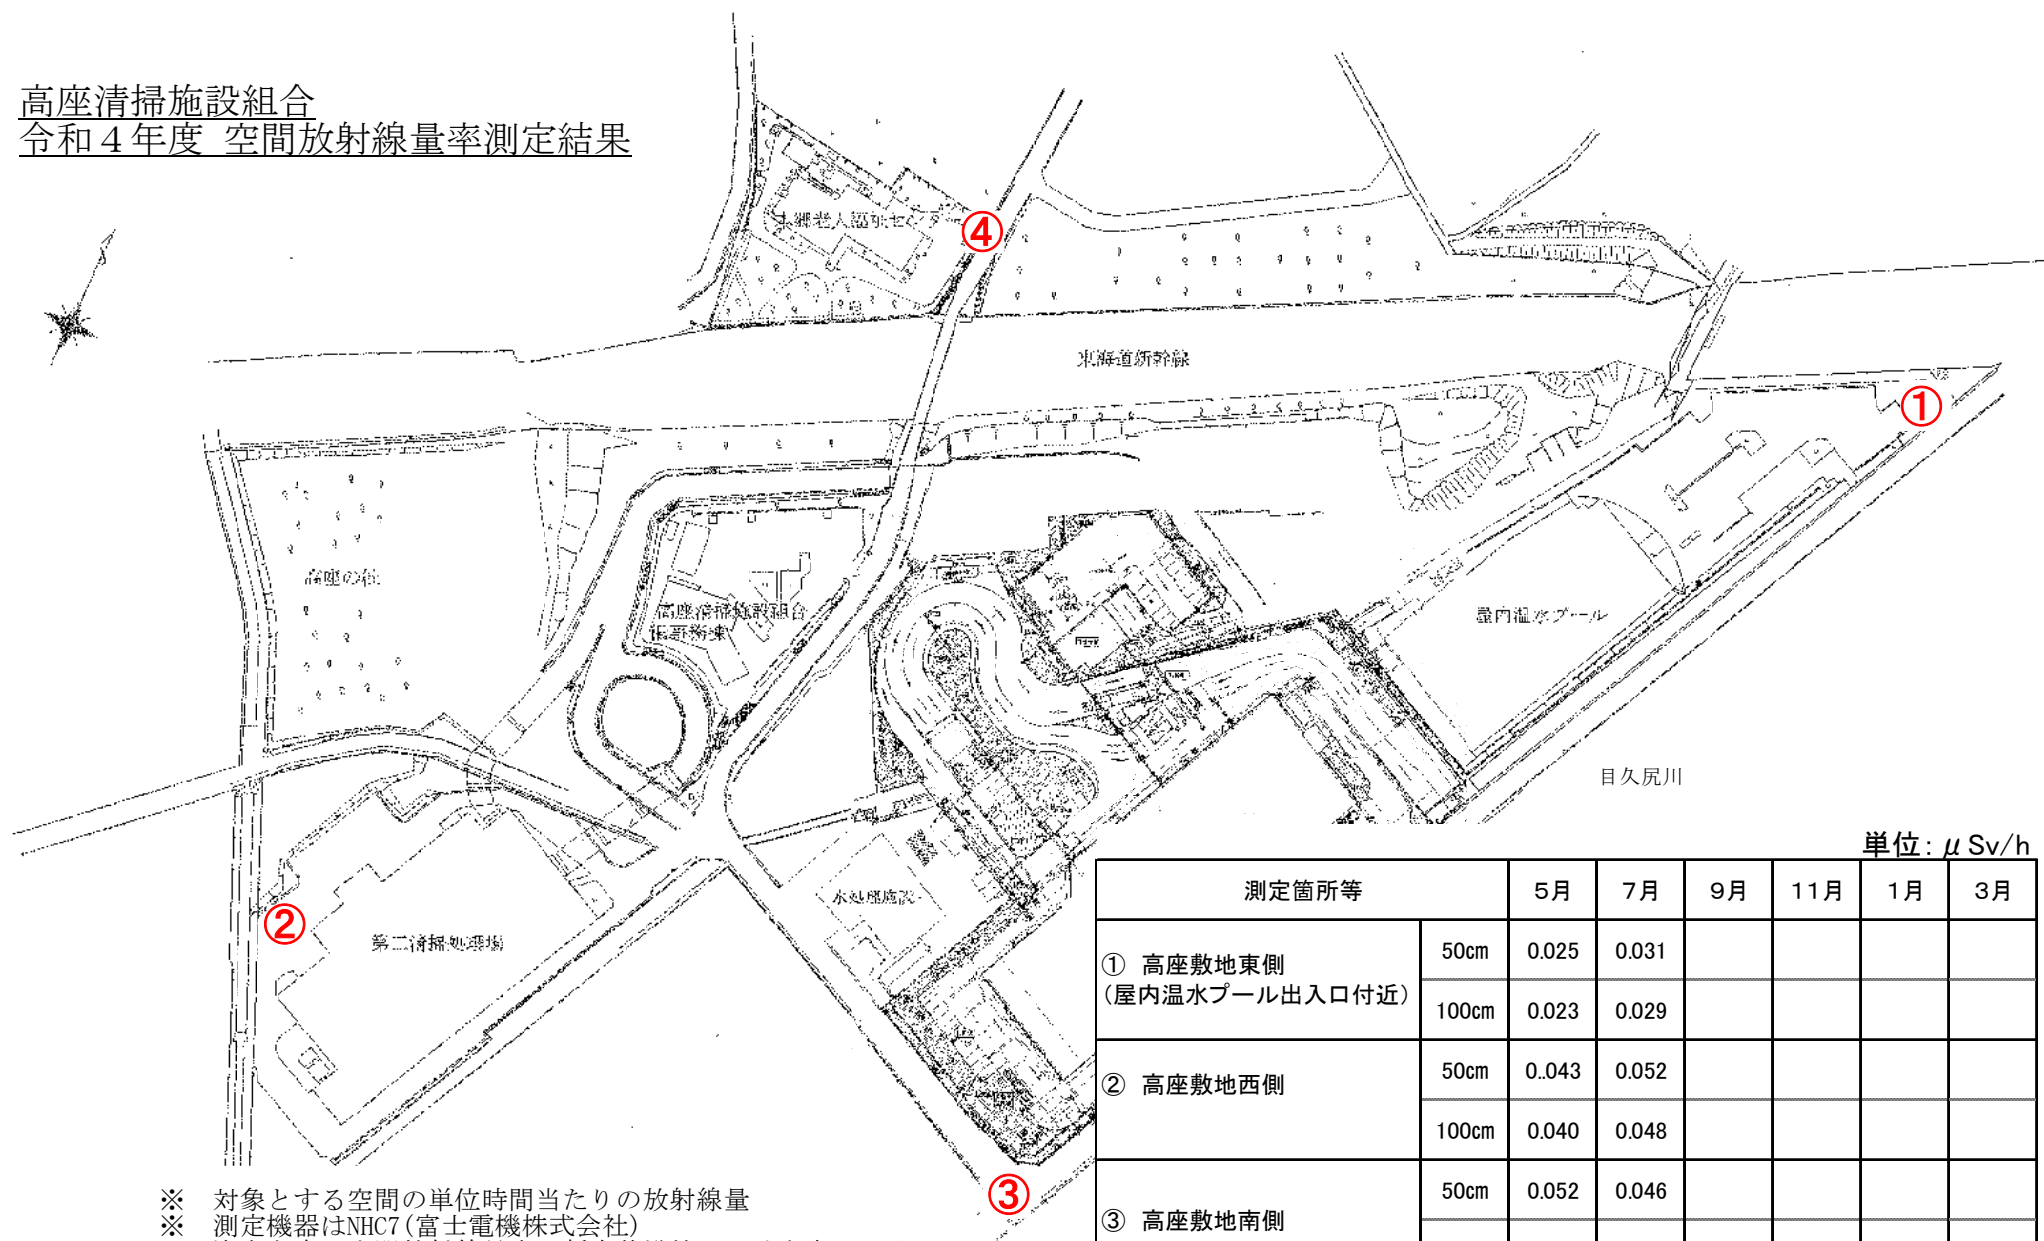 高座清掃施設組合
令和４年度 空間放射線量率測定結果
④
東海道新幹線
①
高座清掃施設組合
屋内温水プール
目久尻川
水処理施設
②
第二清掃処理場
③
単位：μSv/h
測定箇所等 5月 7月 9月 11月 1月 3月
① 高座敷地東側
（屋内温水プール出入口付近）
50cm 0.025 0.031
100cm 0.023 0.029
② 高座敷地西側
50cm 0..043 0.052
100cm 0.040 0.048
③ 高座敷地南側
50cm 0.052 0.046
※ 対象とする空間の単位時間当たりの放射線量
※ 測定機器はNHC7(富士電機株式会社)